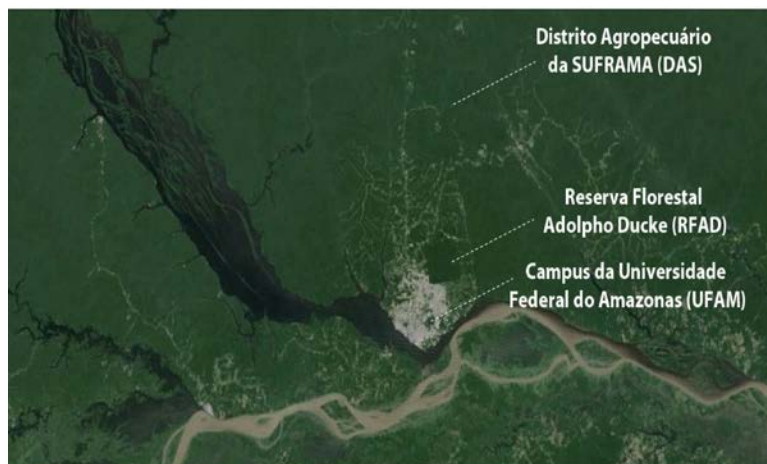 Distrito Agropecuário
da SUFRAMA (DAS)
Reserva Florestal
Adolpho Ducke (RFAD)
Campus da Universidade
Federal do Amazonas (UFAM)